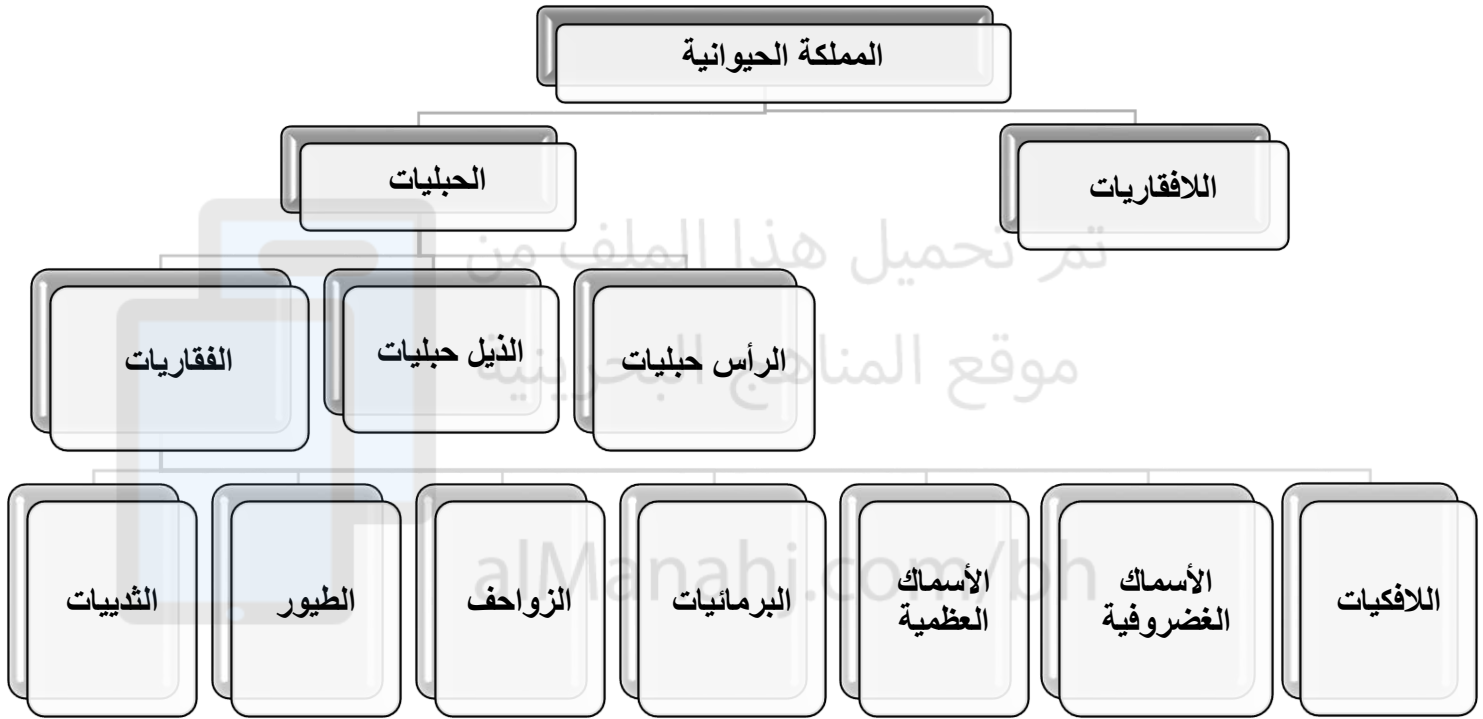 المملكة الحيوانية
اللافقاريات
الحبليات
تم تحميل هذا الملف من
موقع المناهج البحرينية
الرأس حبليات
الذيل حبليات
الفقاريات
اللافكيات
الأسماك
الغضروفية
الأسماك
العظمية
البرمائيات
الزواحف
الطيور
الثدييات
alManahj.com/bh